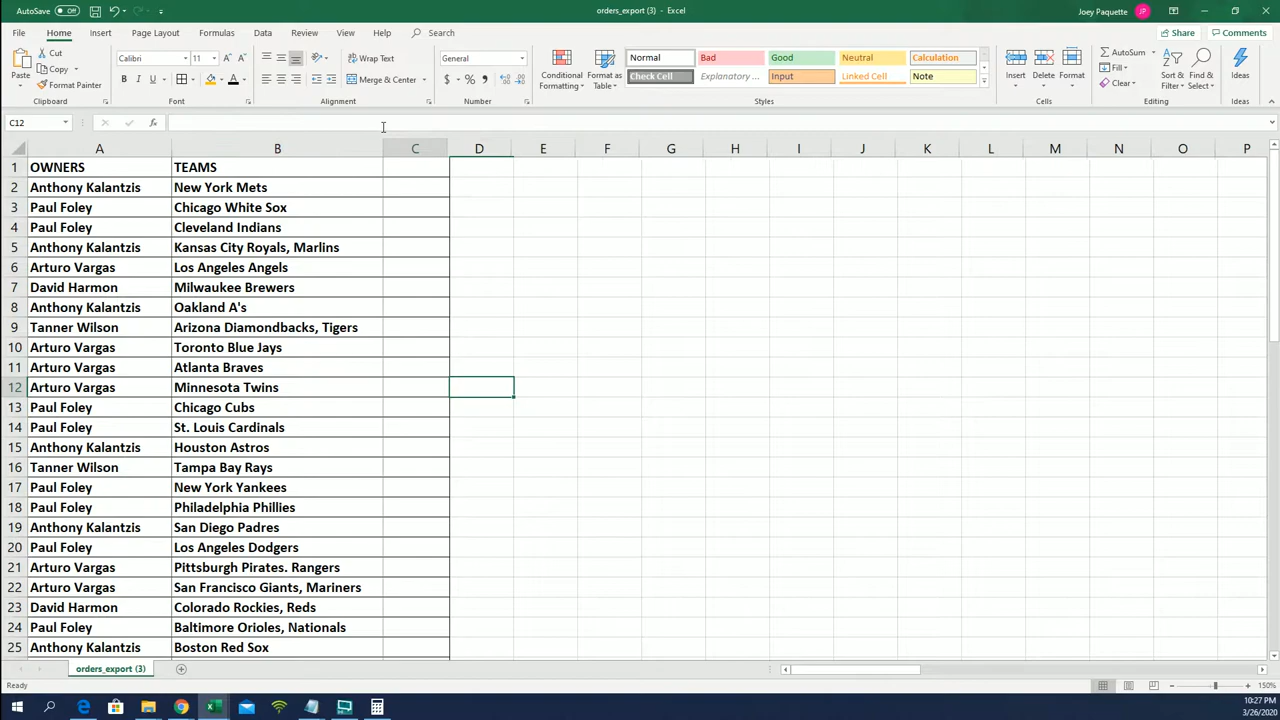 AutoSave Off
orders_export (3) - Excel
Joey Paquette JP
File Home Insert Page Layout Formulas Data Review View Help Search Share Comments
Paste Cut Copy Format Painter Clipboard
Calibri 11 B I U A Font
Wrap Text Merge & Center Alignment
General $ % Number
Conditional Formatting Format as Table
Normal Bad Good Neutral Calculation
Check Cell Explanatory ... Input Linked Cell Note
Styles
Insert Delete Format Cells
AutoSum Fill Clear Sort & Filter Find & Select Editing
Ideas Ideas
C12 fx
A B C D E F G H I J K L M N O P
1 OWNERS TEAMS
2 Anthony Kalantzis New York Mets
3 Paul Foley Chicago White Sox
4 Paul Foley Cleveland Indians
5 Anthony Kalantzis Kansas City Royals, Marlins
6 Arturo Vargas Los Angeles Angels
7 David Harmon Milwaukee Brewers
8 Anthony Kalantzis Oakland A's
9 Tanner Wilson Arizona Diamondbacks, Tigers
10 Arturo Vargas Toronto Blue Jays
11 Arturo Vargas Atlanta Braves
12 Arturo Vargas Minnesota Twins
13 Paul Foley Chicago Cubs
14 Paul Foley St. Louis Cardinals
15 Anthony Kalantzis Houston Astros
16 Tanner Wilson Tampa Bay Rays
17 Paul Foley New York Yankees
18 Paul Foley Philadelphia Phillies
19 Anthony Kalantzis San Diego Padres
20 Paul Foley Los Angeles Dodgers
21 Arturo Vargas Pittsburgh Pirates. Rangers
22 Arturo Vargas San Francisco Giants, Mariners
23 David Harmon Colorado Rockies, Reds
24 Paul Foley Baltimore Orioles, Nationals
25 Anthony Kalantzis Boston Red Sox
orders_export (3)
Ready 150%
10:27 PM
3/26/2020